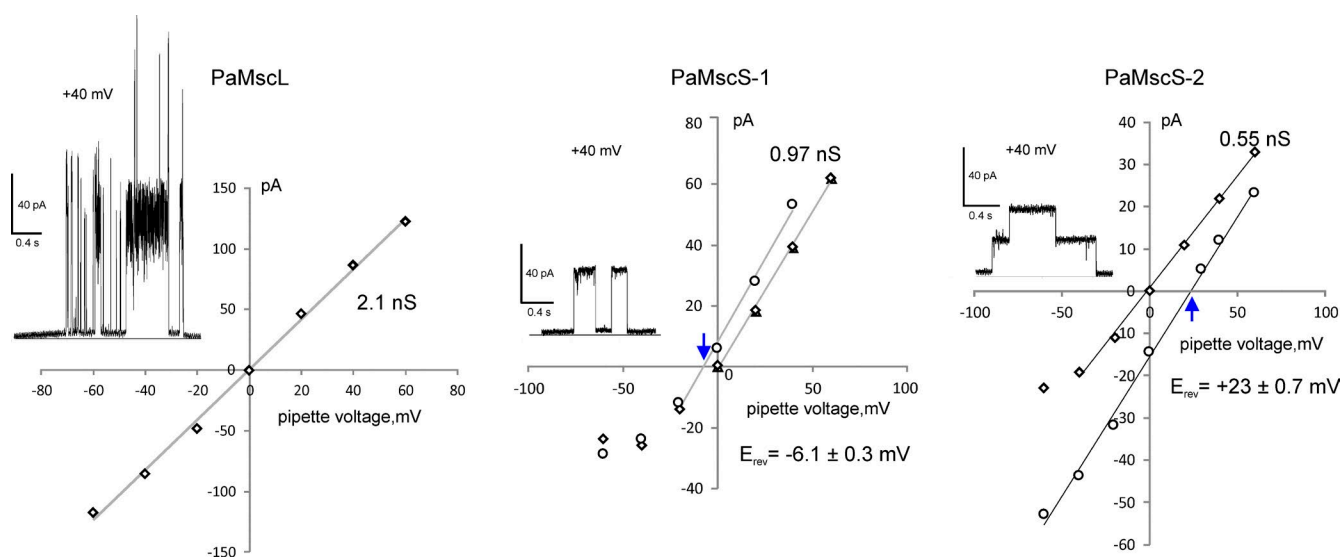 PaMscL
+40 mV
40 pA
0.4 s
2.1 nS
pA
150
100
50
0
-50
-100
-150
-80
-60
-40
-20
0
20
40
60
80
pipette voltage,mV
PaMscS-1
+40 mV
40 pA
0.4 s
0.97 nS
pA
80
60
40
20
-20
-40
-100
-50
0
50
100
pipette voltage,mV
Erev= -6.1 ± 0.3 mV
PaMscS-2
+40 mV
40 pA
0.4 s
0.55 nS
pA
40
30
20
10
0
-10
-20
-30
-40
-50
-60
-100
-50
0
50
100
pipette voltage,mV
Erev= +23 ± 0.7 mV